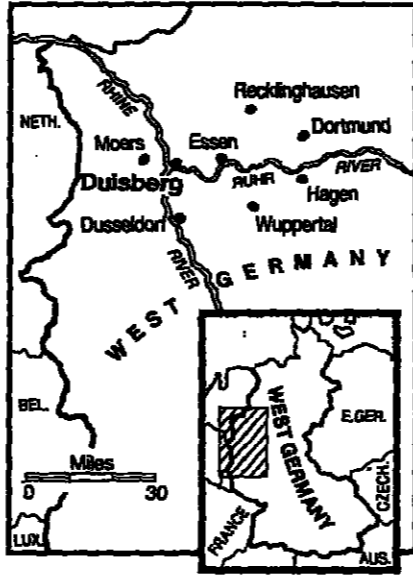 RHINE
Recklinghausen
NETH.
Dortmund
Moers
Essen
RIVER
Duisberg
RUHR
Hagen
Dusseldorf
Wuppertal
RIVER
WEST GERMANY
BEL.
Miles
0 30
LUX.
WEST GERMANY
E.GER.
CZECH.
FRANCE
AUS.